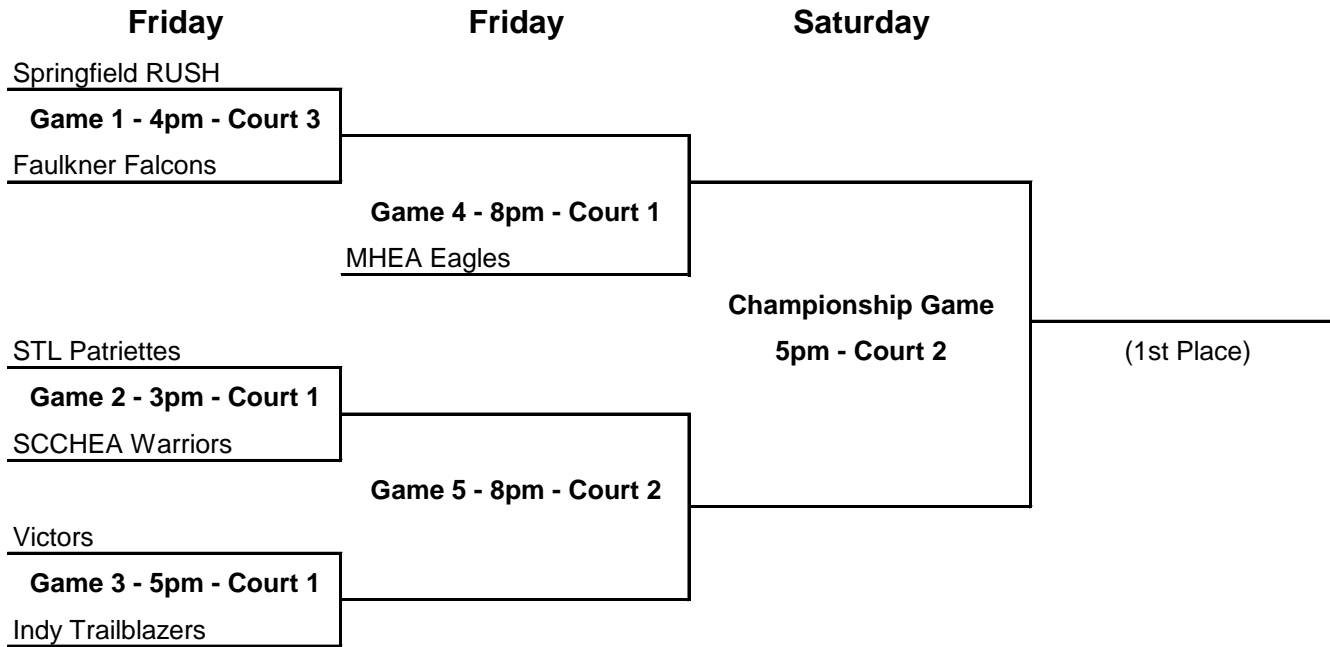 Friday Friday Saturday
Springfield RUSH
Game 1 - 4pm - Court 3
Faulkner Falcons
Game 4 - 8pm - Court 1
MHEA Eagles
Championship Game
STL Patriettes
5pm - Court 2
(1st Place)
Game 2 - 3pm - Court 1
SCCHEA Warriors
Game 5 - 8pm - Court 2
Victors
Game 3 - 5pm - Court 1
Indy Trailblazers